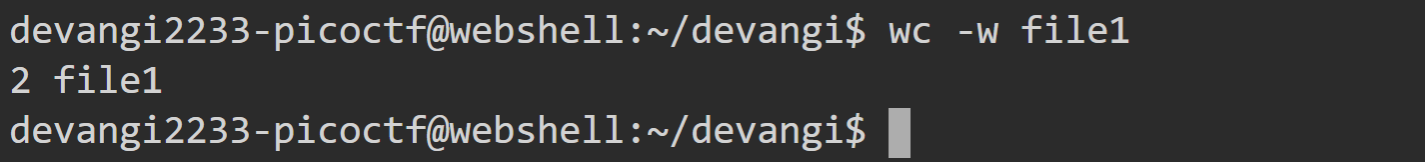 devangi2233-picoctf@webshell:~/devangi$ wc -w file1
2 file1
devangi2233-picoctf@webshell:~/devangi$